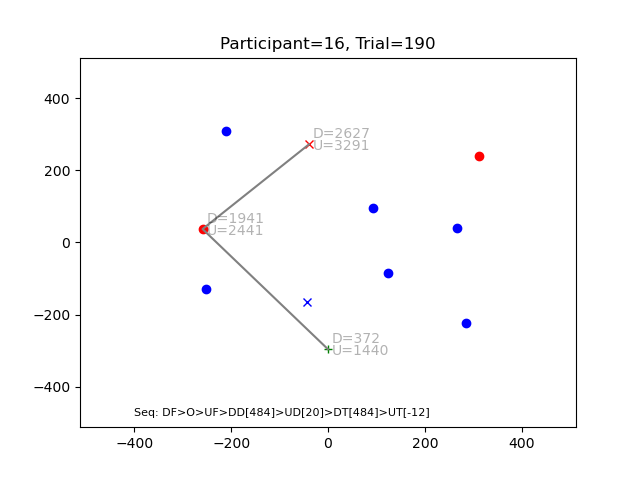 Participant=16, Trial=190
D=2627
U=3291
D=1941
U=2441
D=372
U=1440
Seq: DF>O>UF>DD[484]>UD[20]>DT[484]>UT[-12]
400
200
0
−200
−400
−400
−200
0
200
400